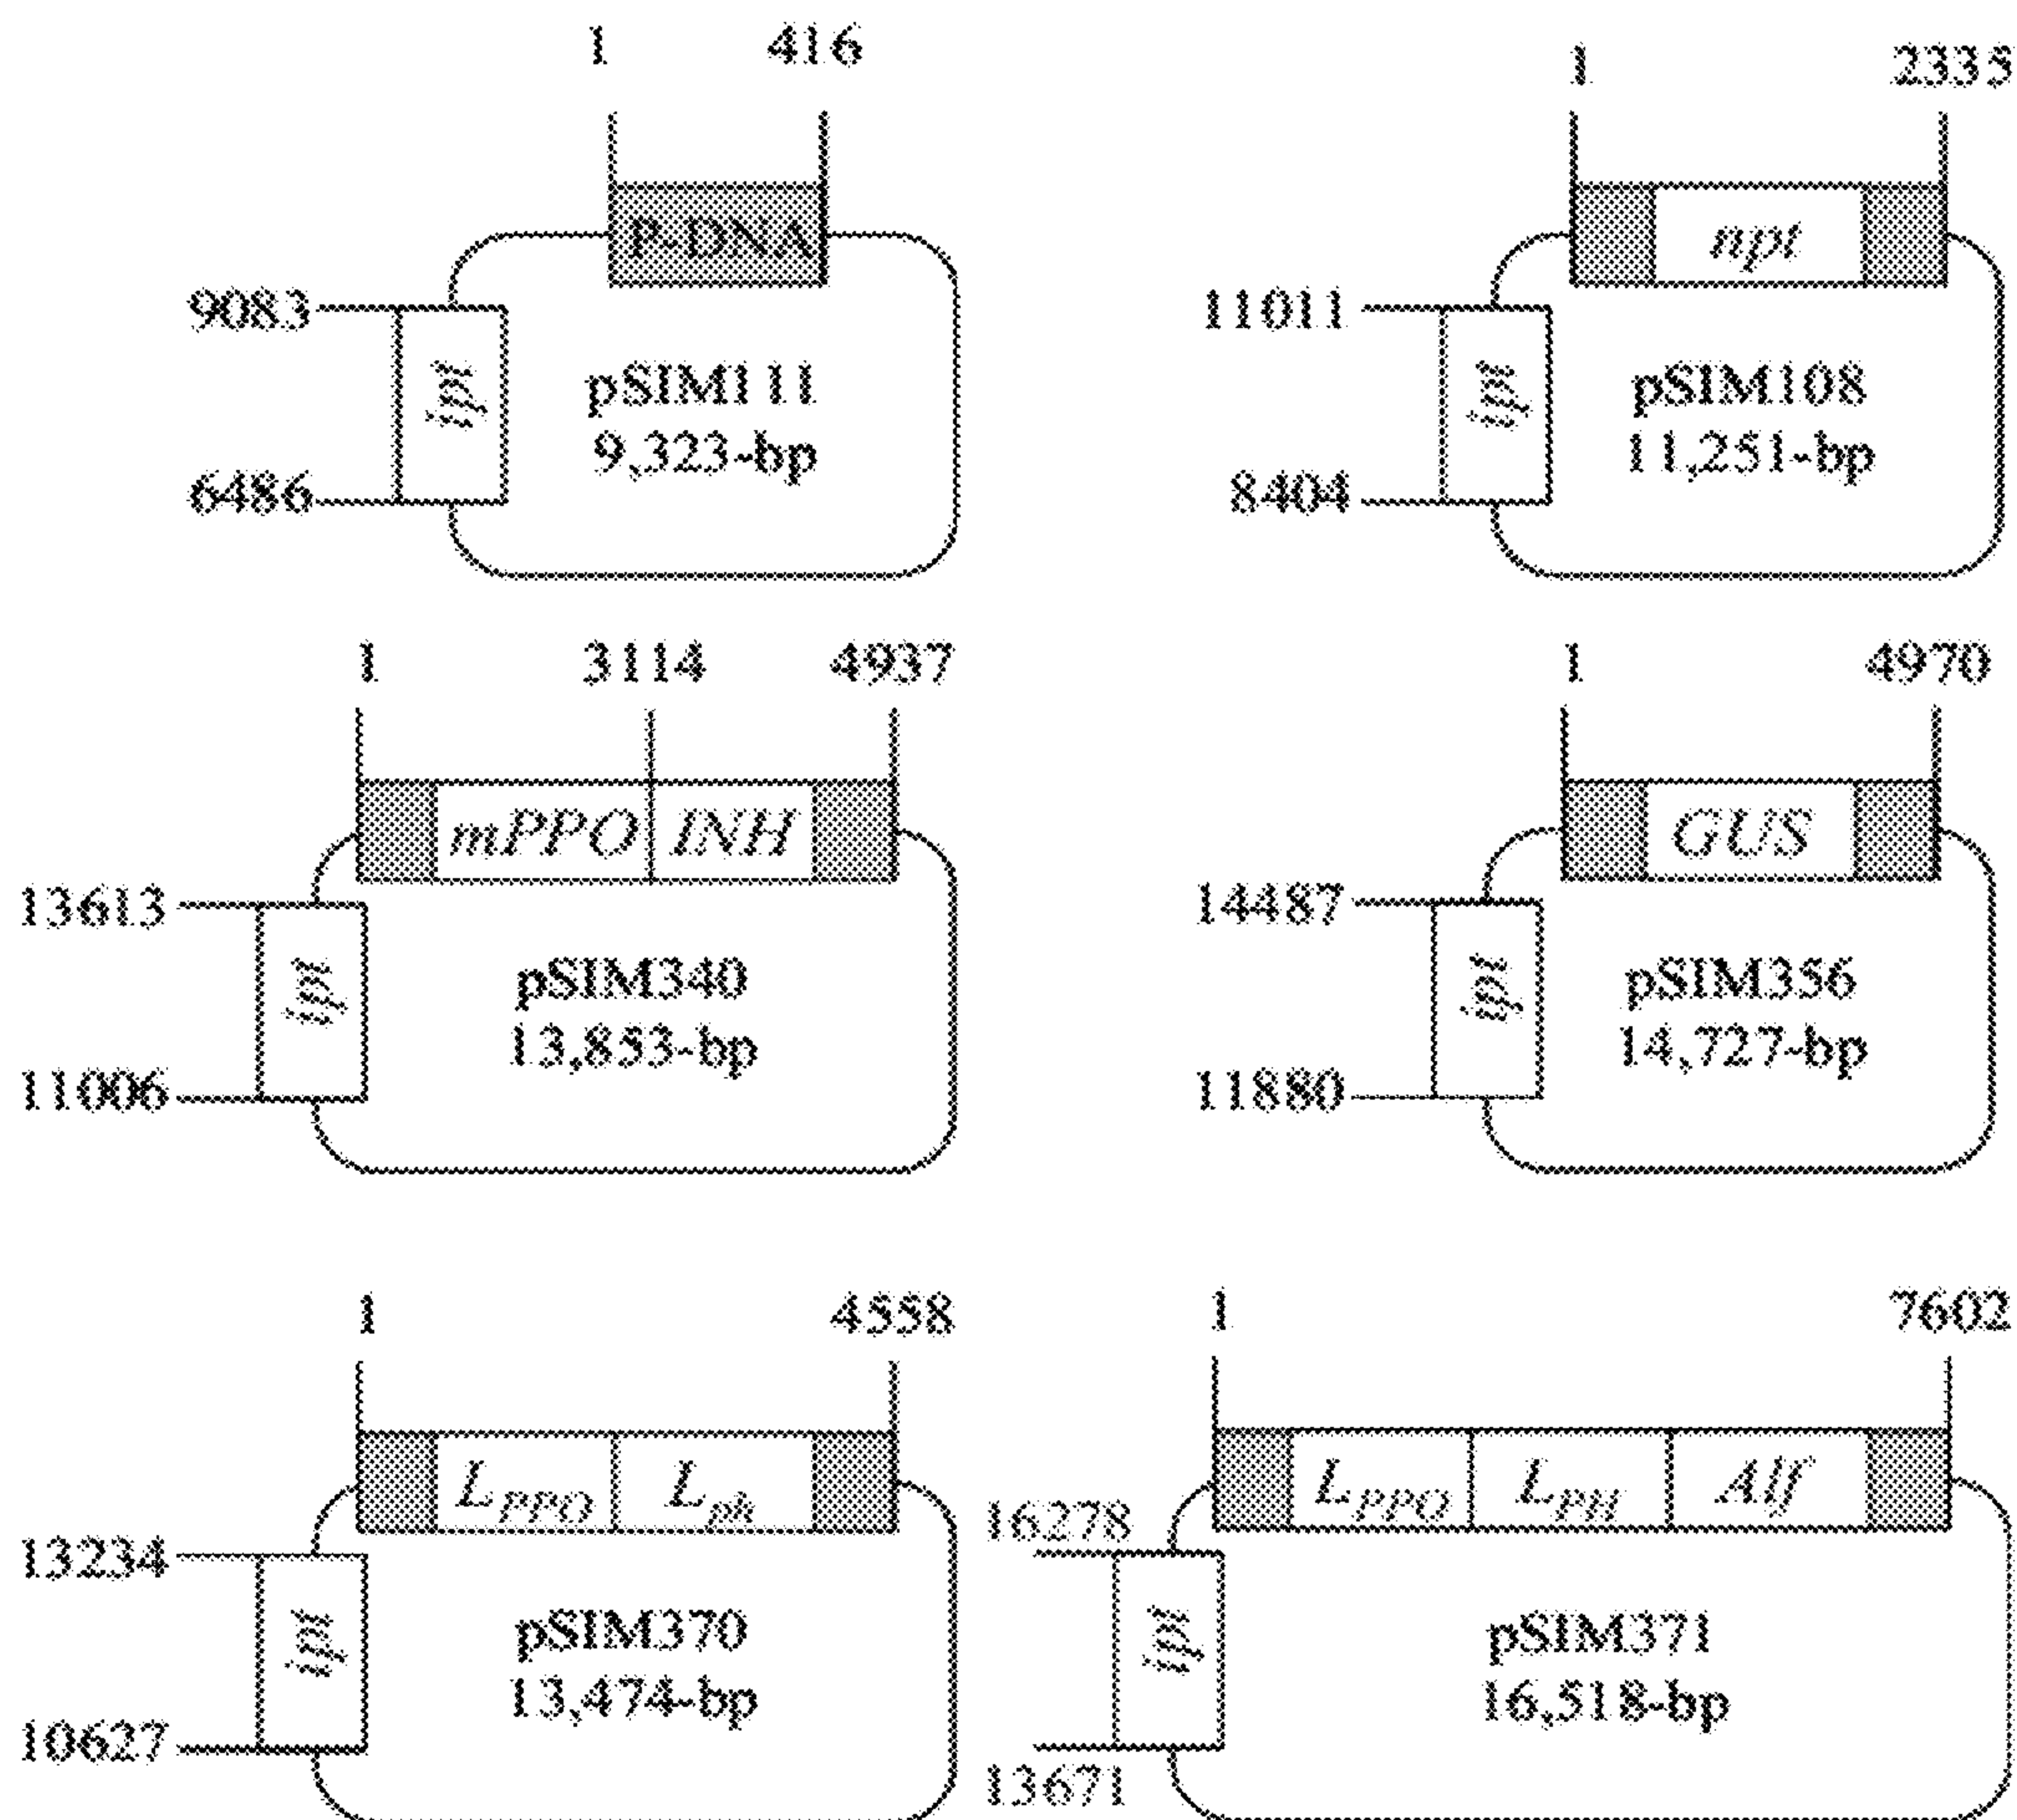 1 416
P-DNA
9083
ipt
6486
pSIM111
9,323-bp
1 2335
npt
11011
ipt
8404
pSIM108
11,251-bp
1 3114 4937
mPPO INH
13613
ipt
11006
pSIM340
13,853-bp
1 4970
GUS
14487
ipt
11880
pSIM356
14,727-bp
1 4558
LPPO Lph
13234
ipt
10627
pSIM370
13,474-bp
1 7602
LPPO LPH Alf
16278
ipt
13671
pSIM371
16,518-bp